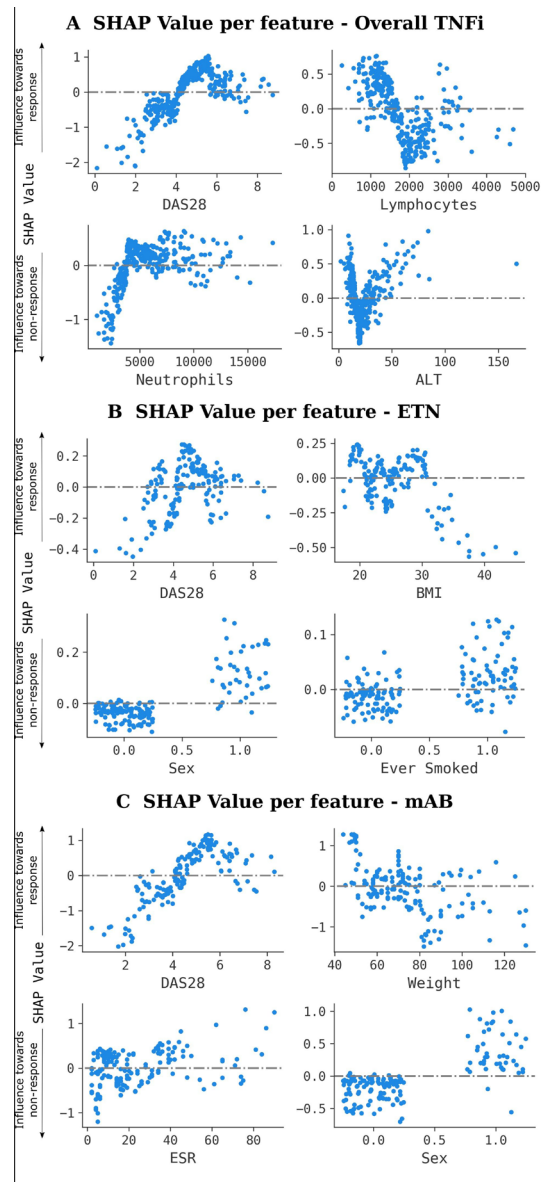 A  SHAP Value per feature - Overall TNFi
Influence towards
response
SHAP Value
Influence towards
non-response
1
0
−1
−2
0 2 4 6 8
DAS28
0.5
0.0
−0.5
0 1000 2000 3000 4000 5000
Lymphocytes
0
−1
5000 10000 15000
Neutrophils
1.0
0.5
0.0
−0.5
0 50 100 150
ALT
B  SHAP Value per feature - ETN
Influence towards
response
SHAP Value
Influence towards
non-response
0.2
0.0
−0.2
−0.4
0 2 4 6 8
DAS28
0.25
0.00
−0.25
−0.50
20 30 40
BMI
0.2
0.0
0.0 0.5 1.0
Sex
0.1
0.0
0.0 0.5 1.0
Ever Smoked
C  SHAP Value per feature - mAB
Influence towards
response
SHAP Value
Influence towards
non-response
1
0
−1
−2
2 4 6 8
DAS28
1
0
−1
40 60 80 100 120
Weight
1
0
−1
0 20 40 60 80
ESR
1.0
0.5
0.0
−0.5
0.0 0.5 1.0
Sex